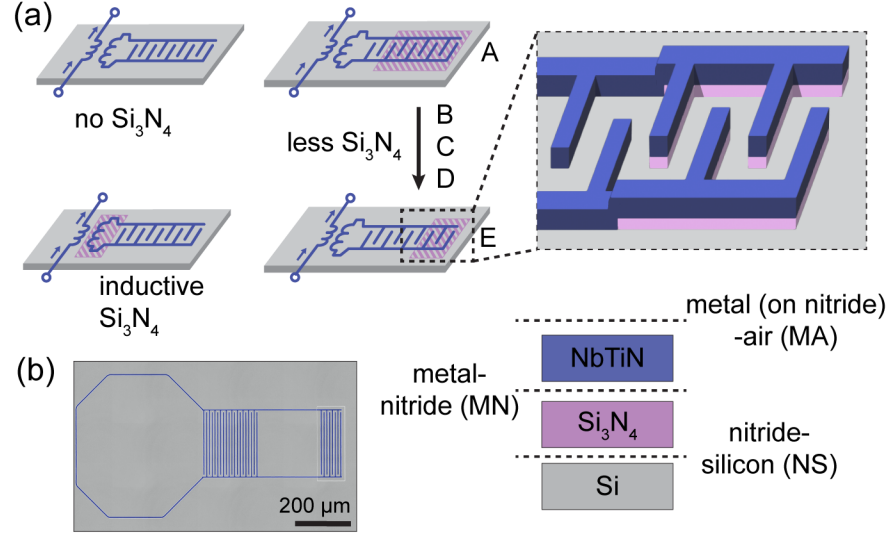 (a)
no Si₃N₄
A
less Si₃N₄
B
C
D
E
inductive
Si₃N₄
(b)
200 µm
metal (on nitride)
-air (MA)
NbTiN
metal-
nitride (MN)
Si₃N₄
nitride-
silicon (NS)
Si